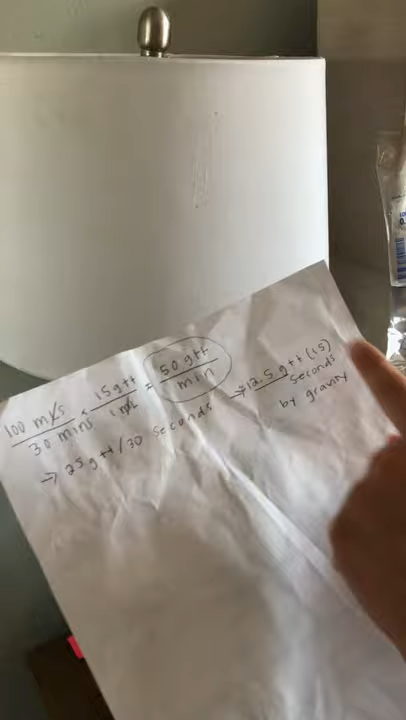 100 mLs / 30 mins × 15 gtt / 1 mL = 50 gtt / min
→ 25 gtt/30 seconds
→ 12.5 gtt (15)
seconds
by gravity